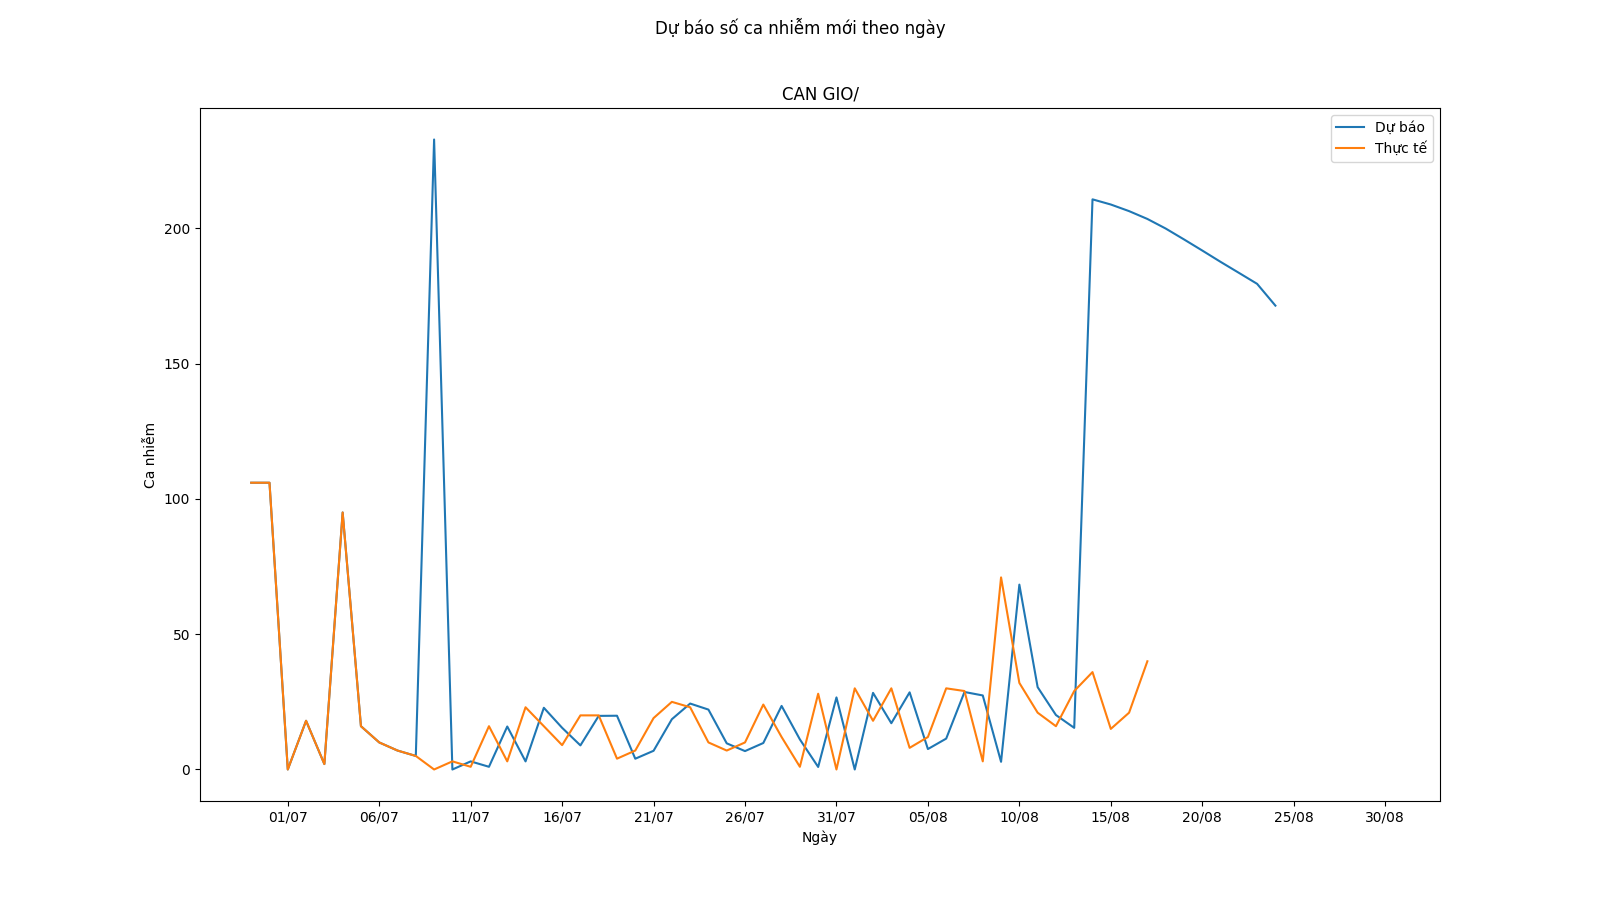 Dự báo số ca nhiễm mới theo ngày
CAN GIO/
Dự báo
Thực tế
Ca nhiễm
200
150
100
50
0
01/07 06/07 11/07 16/07 21/07 26/07 31/07 05/08 10/08 15/08 20/08 25/08 30/08
Ngày